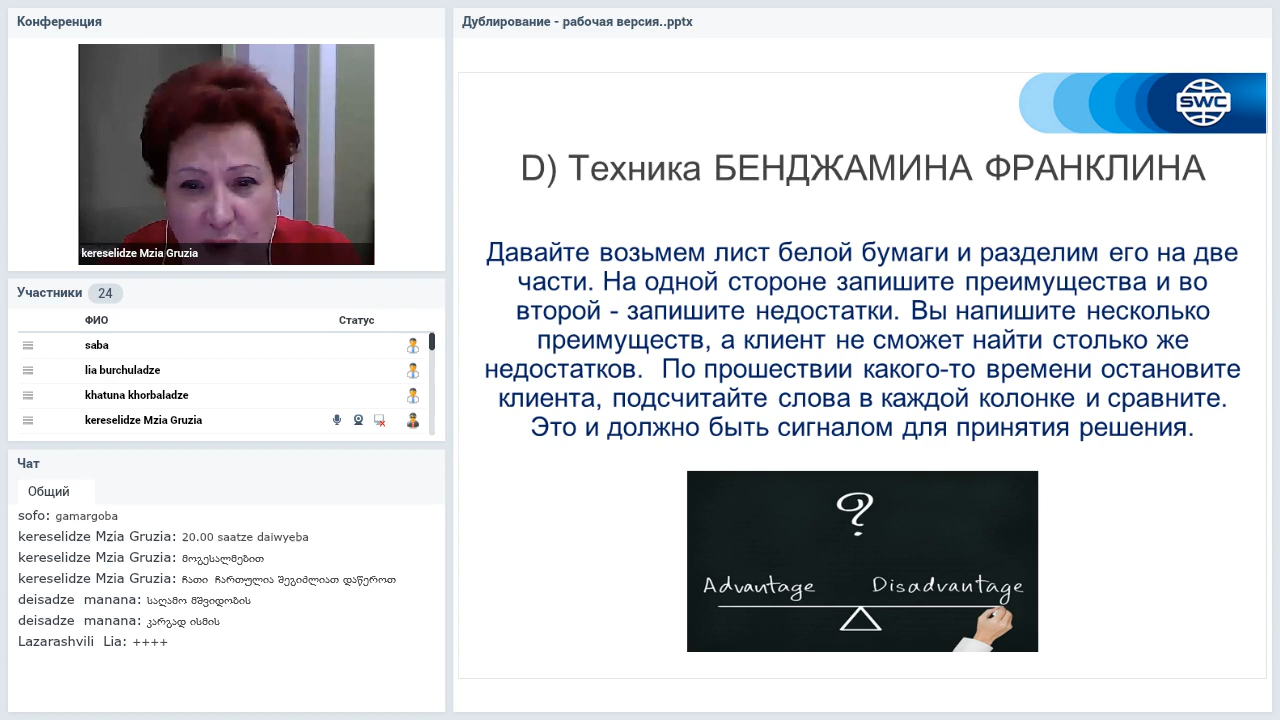 Конференция
kereselidze Mzia Gruzia
Участники 24
ФИО Статус
saba
lia burchuladze
khatuna khorbaladze
kereselidze Mzia Gruzia
Чат
Общий
sofo: gamargoba
kereselidze Mzia Gruzia: 20.00 saatze daiwyeba
kereselidze Mzia Gruzia: მოგესალმებით
kereselidze Mzia Gruzia: ჩათი ჩართულია შეგიძლიათ დაწეროთ
deisadze manana: საღამო მშვიდობის
deisadze manana: კარგად ისმის
Lazarashvili Lia: ++++
Дублирование - рабочая версия..pptx
SWC
D) Техника БЕНДЖАМИНА ФРАНКЛИНА
Давайте возьмем лист белой бумаги и разделим его на две
части. На одной стороне запишите преимущества и во
второй - запишите недостатки. Вы напишите несколько
преимуществ, а клиент не сможет найти столько же
недостатков. По прошествии какого-то времени остановите
клиента, подсчитайте слова в каждой колонке и сравните.
Это и должно быть сигналом для принятия решения.
?
Advantage Disadvantage